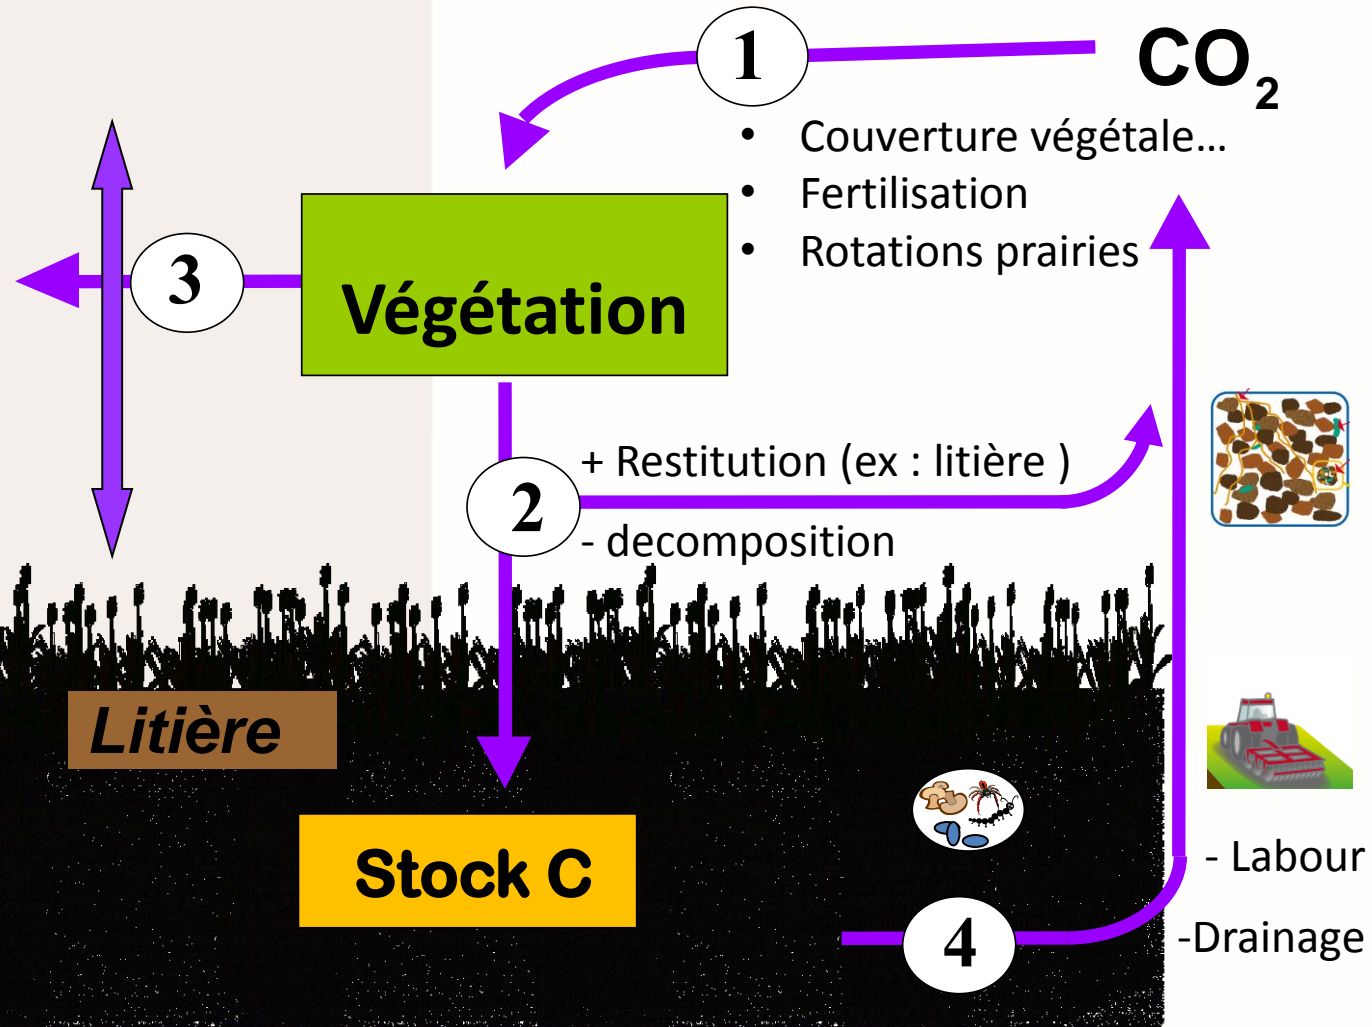 1
CO2
• Couverture végétale...
• Fertilisation
• Rotations prairies
3
Végétation
+ Restitution (ex : litière )
2
- decomposition
Litière
Stock C
- Labour
4
-Drainage